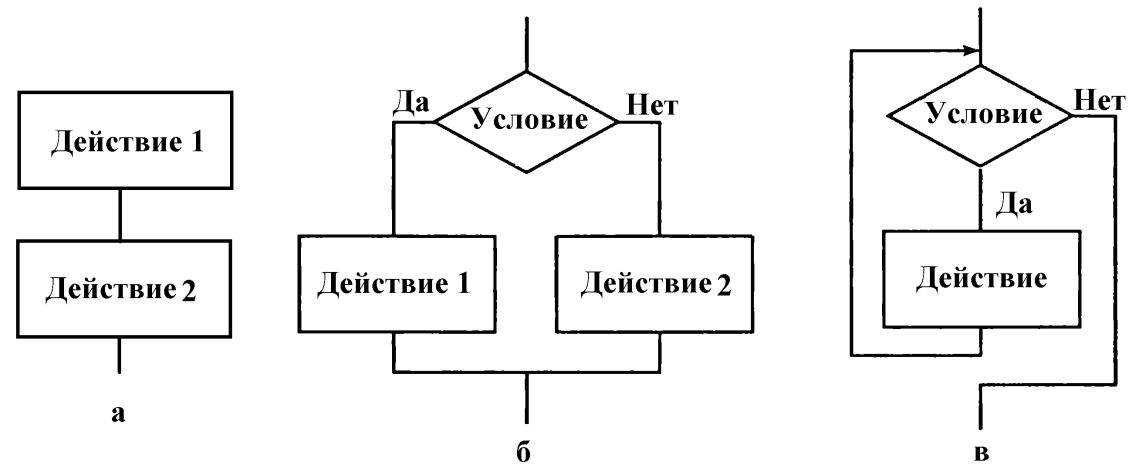 Действие 1
Действие 2
а
Да
Условие
Нет
Действие 1
Действие 2
б
Условие
Нет
Да
Действие
в